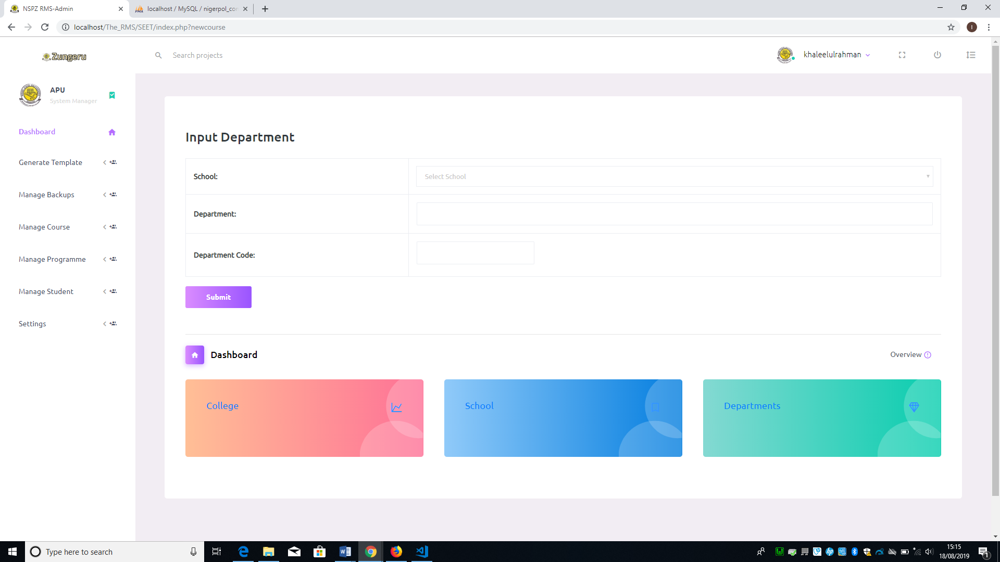 NSPZ RMS-Admin
localhost / MySQL / nigerpol_con
localhost/The_RMS/SEET/index.php?newcourse
I
Zungeru
Search projects
khaleelulrahman
APU
System Manager
Dashboard
Generate Template
Manage Backups
Manage Course
Manage Programme
Manage Student
Settings
Input Department
School:
Select School
Department:
Department Code:
Submit
Dashboard
Overview
College
School
Departments
Type here to search
15:15
18/08/2019
1